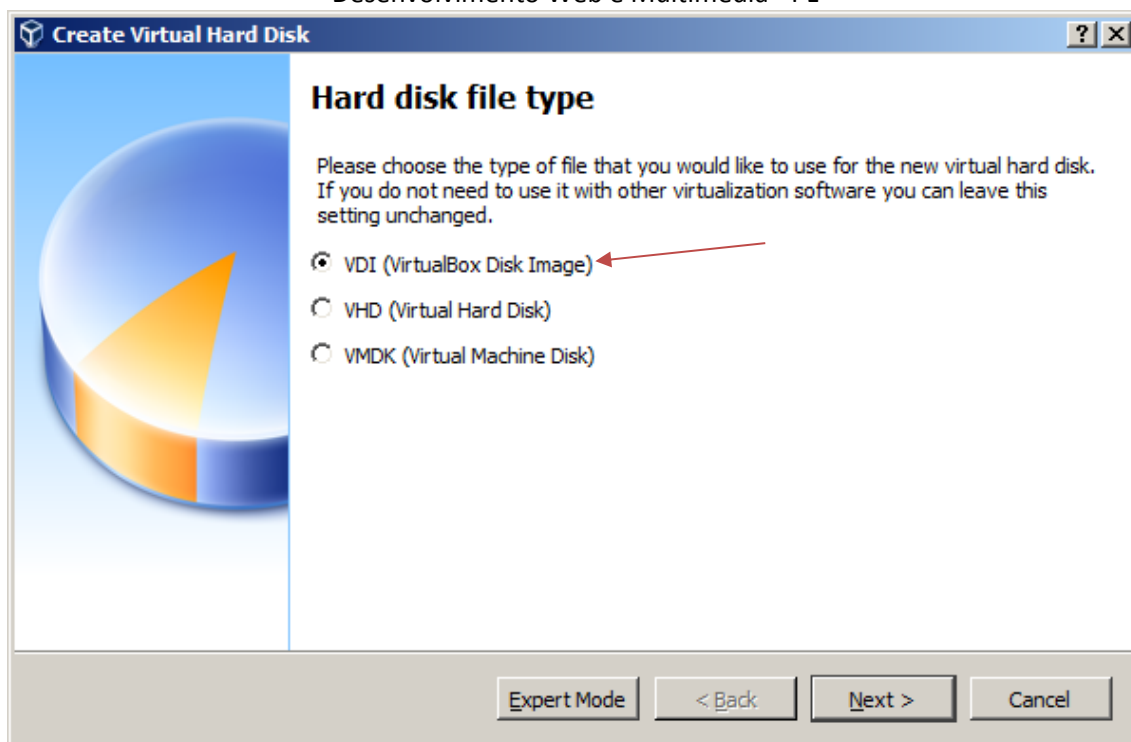 Create Virtual Hard Disk
Hard disk file type
Please choose the type of file that you would like to use for the new virtual hard disk.
If you do not need to use it with other virtualization software you can leave this
setting unchanged.
VDI (VirtualBox Disk Image)
VHD (Virtual Hard Disk)
VMDK (Virtual Machine Disk)
Expert Mode
< Back
Next >
Cancel